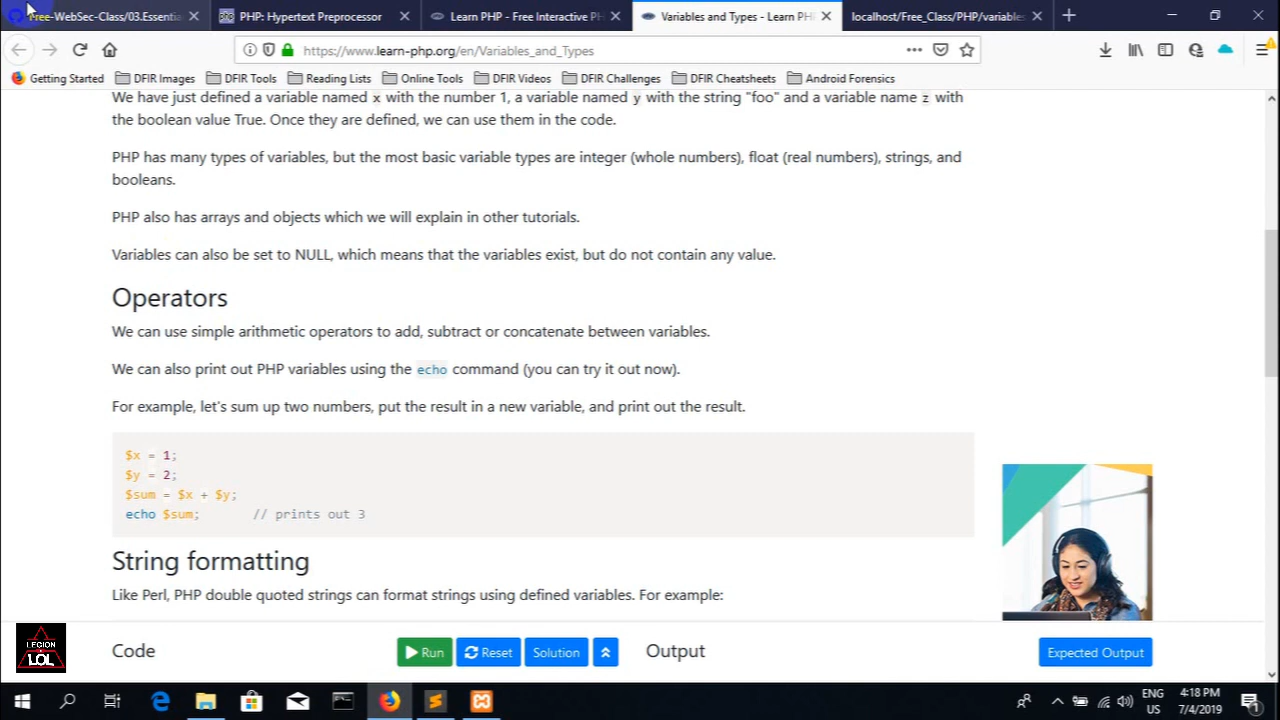 Free-WebSec-Class/03.Essentia
PHP: Hypertext Preprocessor
Learn PHP - Free Interactive PH
Variables and Types - Learn PH
localhost/Free_Class/PHP/variables
https://www.learn-php.org/en/Variables_and_Types
Getting Started
DFIR Images
DFIR Tools
Reading Lists
Online Tools
DFIR Videos
DFIR Challenges
DFIR Cheatsheets
Android Forensics
We have just defined a variable named x with the number 1, a variable named y with the string "foo" and a variable name z with
the boolean value True. Once they are defined, we can use them in the code.
PHP has many types of variables, but the most basic variable types are integer (whole numbers), float (real numbers), strings, and
booleans.
PHP also has arrays and objects which we will explain in other tutorials.
Variables can also be set to NULL, which means that the variables exist, but do not contain any value.
Operators
We can use simple arithmetic operators to add, subtract or concatenate between variables.
We can also print out PHP variables using the echo command (you can try it out now).
For example, let's sum up two numbers, put the result in a new variable, and print out the result.
$x = 1;
$y = 2;
$sum = $x + $y;
echo $sum; // prints out 3
String formatting
Like Perl, PHP double quoted strings can format strings using defined variables. For example:
LEGION
LOL
Code
Run
Reset
Solution
Output
Expected Output
ENG
US
4:18 PM
7/4/2019
1